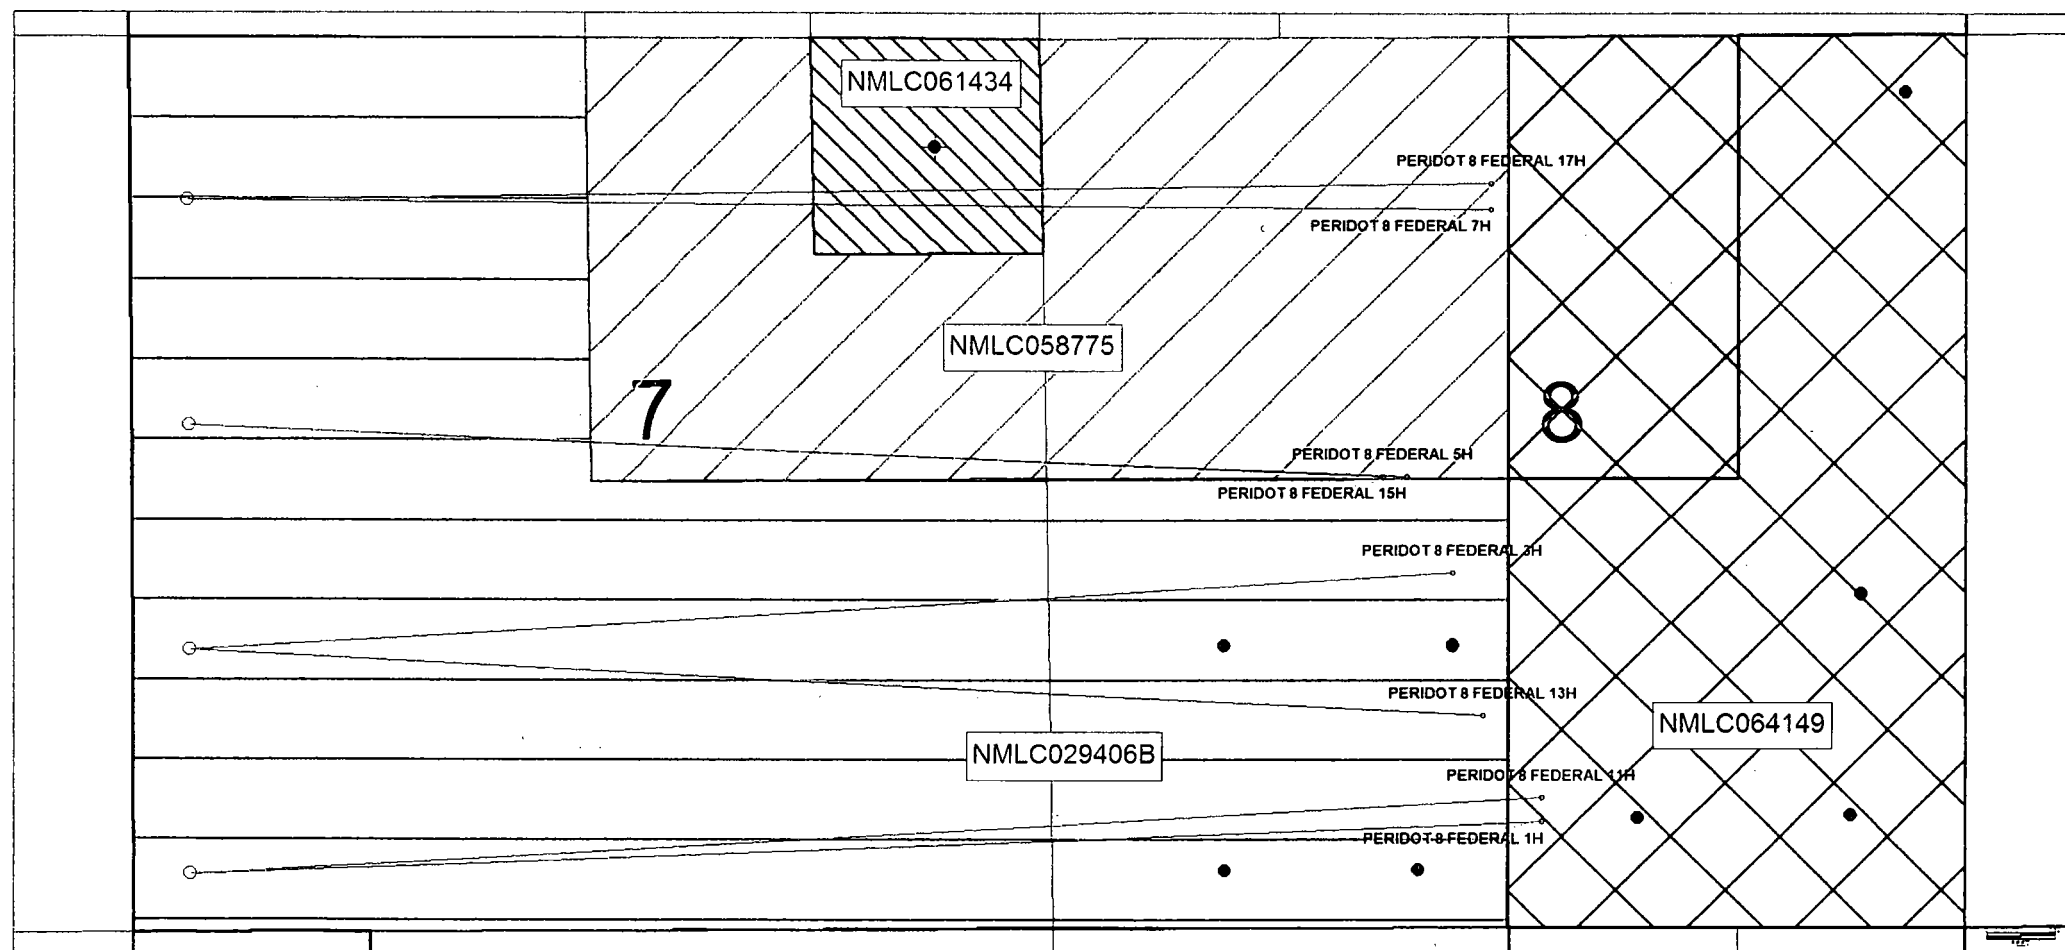 NMLC061434
PERIDOT 8 FEDERAL 17H
PERIDOT 8 FEDERAL 7H
NMLC058775
7
8
PERIDOT 8 FEDERAL 5H
PERIDOT 8 FEDERAL 15H
PERIDOT 8 FEDERAL 3H
PERIDOT 8 FEDERAL 13H
NMLC064149
NMLC029406B
PERIDOT 8 FEDERAL 11H
PERIDOT 8 FEDERAL 1H